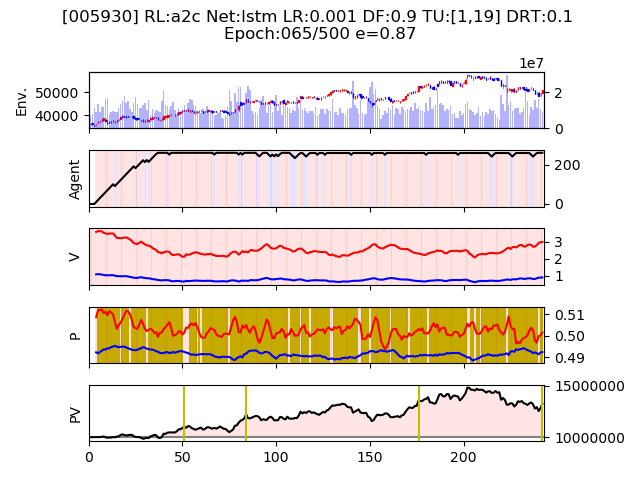 [005930] RL:a2c Net:lstm LR:0.001 DF:0.9 TU:[1,19] DRT:0.1
Epoch:065/500 e=0.87
1e7
Env.
50000
40000
2
0
Agent
200
0
V
3
2
1
P
0.51
0.50
0.49
PV
15000000
10000000
0 50 100 150 200